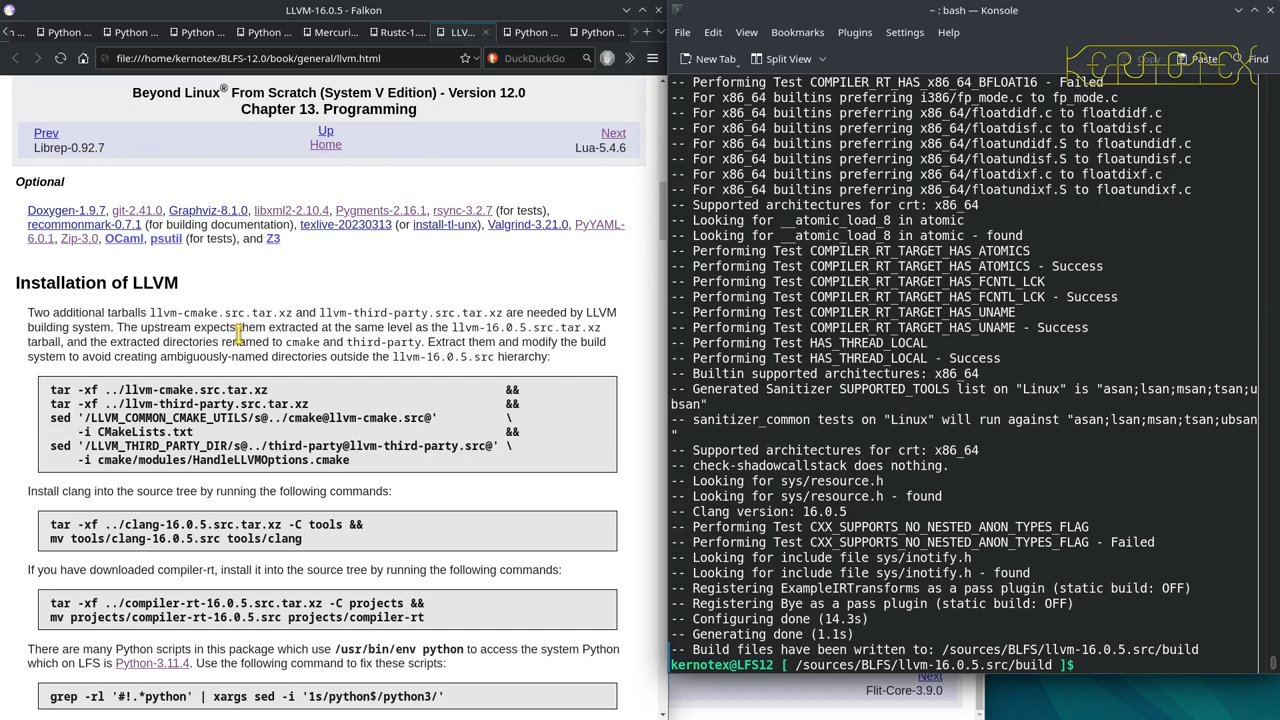 LLVM-16.0.5 - Falkon
n ...
Python ...
Python ...
Python ...
Python ...
Mercuri...
Rustc-1....
LLV...
Python ...
Python ...
file:///home/kernotex/BLFS-12.0/book/general/llvm.html
DuckDuckGo
Beyond Linux® From Scratch (System V Edition) - Version 12.0
Chapter 13. Programming
Prev
Up
Next
Librep-0.92.7
Home
Lua-5.4.6
Optional
Doxygen-1.9.7, git-2.41.0, Graphviz-8.1.0, libxml2-2.10.4, Pygments-2.16.1, rsync-3.2.7 (for tests),
recommonmark-0.7.1 (for building documentation), texlive-20230313 (or install-tl-unx), Valgrind-3.21.0, PyYAML-
6.0.1, Zip-3.0, OCaml, psutil (for tests), and Z3
Installation of LLVM
Two additional tarballs llvm-cmake.src.tar.xz and llvm-third-party.src.tar.xz are needed by LLVM
building system. The upstream expects them extracted at the same level as the llvm-16.0.5.src.tar.xz
tarball, and the extracted directories renamed to cmake and third-party. Extract them and modify the build
system to avoid creating ambiguously-named directories outside the llvm-16.0.5.src hierarchy:
tar -xf ../llvm-cmake.src.tar.xz &&
tar -xf ../llvm-third-party.src.tar.xz &&
sed '/LLVM_COMMON_CMAKE_UTILS/s@../cmake@llvm-cmake.src@' \
-i CMakeLists.txt &&
sed '/LLVM_THIRD_PARTY_DIR/s@../third-party@llvm-third-party.src@' \
-i cmake/modules/HandleLLVMOptions.cmake
Install clang into the source tree by running the following commands:
tar -xf ../clang-16.0.5.src.tar.xz -C tools &&
mv tools/clang-16.0.5.src tools/clang
If you have downloaded compiler-rt, install it into the source tree by running the following commands:
tar -xf ../compiler-rt-16.0.5.src.tar.xz -C projects &&
mv projects/compiler-rt-16.0.5.src projects/compiler-rt
There are many Python scripts in this package which use /usr/bin/env python to access the system Python
which on LFS is Python-3.11.4. Use the following command to fix these scripts:
grep -rl '#!.*python' | xargs sed -i '1s/python$/python3/'
~ : bash — Konsole
File Edit View Bookmarks Plugins Settings Help
New Tab
Split View
Copy
Paste
Find
KERNOTEX
-- Performing Test COMPILER_RT_HAS_x86_64_BFLOAT16 - Failed
-- For x86_64 builtins preferring i386/fp_mode.c to fp_mode.c
-- For x86_64 builtins preferring x86_64/floatdidf.c to floatdidf.c
-- For x86_64 builtins preferring x86_64/floatdisf.c to floatdisf.c
-- For x86_64 builtins preferring x86_64/floatundidf.S to floatundidf.c
-- For x86_64 builtins preferring x86_64/floatundisf.S to floatundisf.c
-- For x86_64 builtins preferring x86_64/floatdixf.c to floatdixf.c
-- For x86_64 builtins preferring x86_64/floatundixf.S to floatundixf.c
-- Supported architectures for crt: x86_64
-- Looking for __atomic_load_8 in atomic
-- Looking for __atomic_load_8 in atomic - found
-- Performing Test COMPILER_RT_TARGET_HAS_ATOMICS
-- Performing Test COMPILER_RT_TARGET_HAS_ATOMICS - Success
-- Performing Test COMPILER_RT_TARGET_HAS_FCNTL_LCK
-- Performing Test COMPILER_RT_TARGET_HAS_FCNTL_LCK - Success
-- Performing Test COMPILER_RT_TARGET_HAS_UNAME
-- Performing Test COMPILER_RT_TARGET_HAS_UNAME - Success
-- Performing Test HAS_THREAD_LOCAL
-- Performing Test HAS_THREAD_LOCAL - Success
-- Builtin supported architectures: x86_64
-- Generated Sanitizer SUPPORTED_TOOLS list on "Linux" is "asan;lsan;msan;tsan;u
bsan"
-- sanitizer_common tests on "Linux" will run against "asan;lsan;msan;tsan;ubsan
"
-- Supported architectures for crt: x86_64
-- check-shadowcallstack does nothing.
-- Looking for sys/resource.h
-- Looking for sys/resource.h - found
-- Clang version: 16.0.5
-- Performing Test CXX_SUPPORTS_NO_NESTED_ANON_TYPES_FLAG
-- Performing Test CXX_SUPPORTS_NO_NESTED_ANON_TYPES_FLAG - Failed
-- Looking for include file sys/inotify.h
-- Looking for include file sys/inotify.h - found
-- Registering ExampleIRTransforms as a pass plugin (static build: OFF)
-- Registering Bye as a pass plugin (static build: OFF)
-- Configuring done (14.3s)
-- Generating done (1.1s)
-- Build files have been written to: /sources/BLFS/llvm-16.0.5.src/build
kernotex@LFS12 [ /sources/BLFS/llvm-16.0.5.src/build ]$
Next
Flit-Core-3.9.0